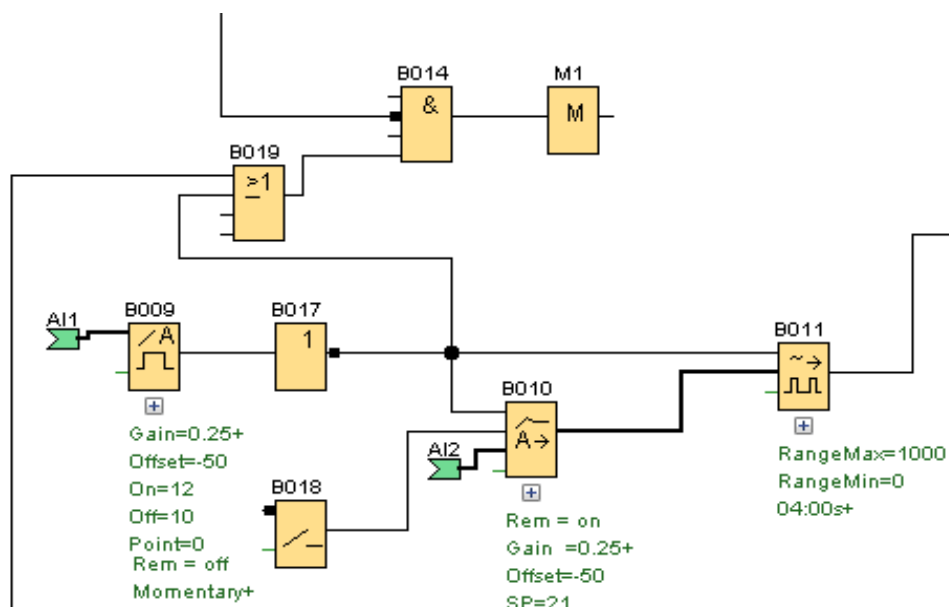 B014
M1
&
M
B019
>1
AI1
B009
B017
B011
/A
1
~→
B010
AI2
A→
Gain=0.25+
Offset=-50
On=12
Off=10
Point=0
B018
RangeMax=1000
RangeMin=0
04:00s+
Rem = off
Momentary+
Rem = on
Gain =0.25+
Offset=-50
SP=21